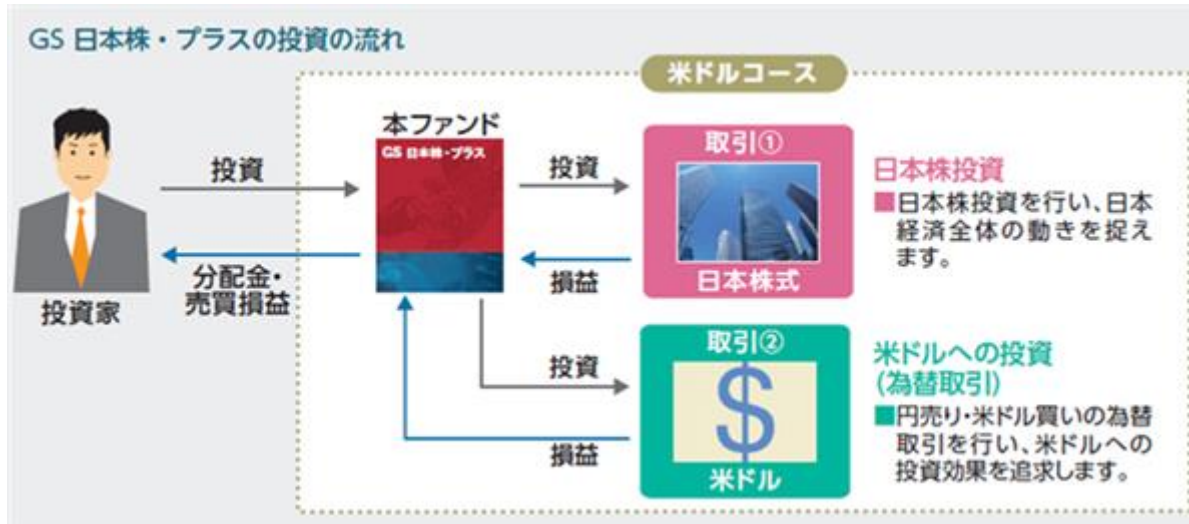 GS 日本株・プラスの投資の流れ
米ドルコース
本ファンド
GS 日本株・プラス
投資
投資
取引①
日本株式
日本株投資
■日本株投資を行い、日本
経済全体の動きを捉え
ます。
分配金・
売買損益
損益
投資家
投資
取引②
$
米ドル
損益
米ドルへの投資
(為替取引)
■円売り・米ドル買いの為替
取引を行い、米ドルへの
投資効果を追求します。